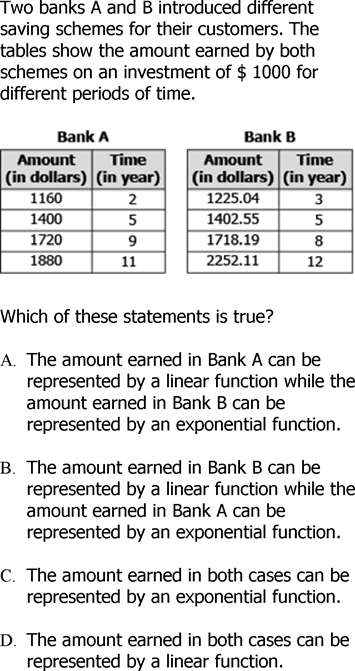 Two banks A and B introduced different
saving schemes for their customers. The
tables show the amount earned by both
schemes on an investment of $ 1000 for
different periods of time.
Bank A
Amount (in dollars) Time (in year)
1160 2
1400 5
1720 9
1880 11
Bank B
Amount (in dollars) Time (in year)
1225.04 3
1402.55 5
1718.19 8
2252.11 12
Which of these statements is true?
A. The amount earned in Bank A can be
represented by a linear function while the
amount earned in Bank B can be
represented by an exponential function.
B. The amount earned in Bank B can be
represented by a linear function while the
amount earned in Bank A can be
represented by an exponential function.
C. The amount earned in both cases can be
represented by an exponential function.
D. The amount earned in both cases can be
represented by a linear function.